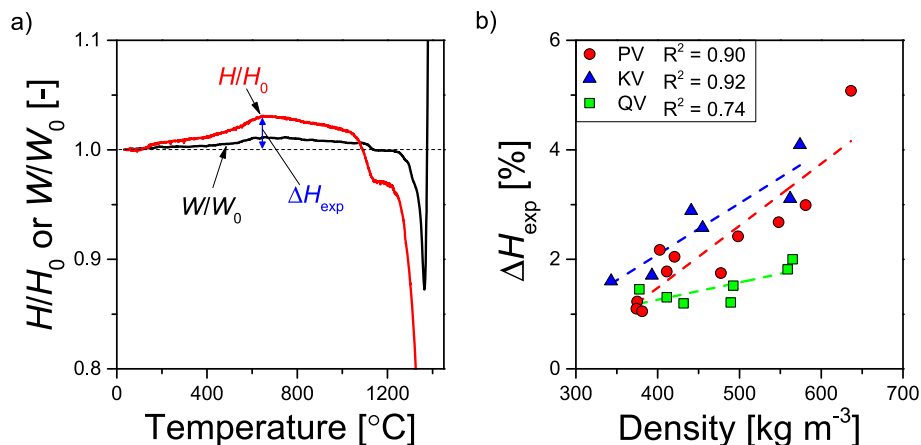 a)
1.1
1.0
0.9
0.8
H/H₀ or W/W₀ [-]
H/H₀
W/W₀
ΔH_exp
0 400 800 1200
Temperature [°C]
b)
6
4
2
0
ΔH_exp [%]
PV R² = 0.90
KV R² = 0.92
QV R² = 0.74
300 400 500 600 700
Density [kg m⁻³]